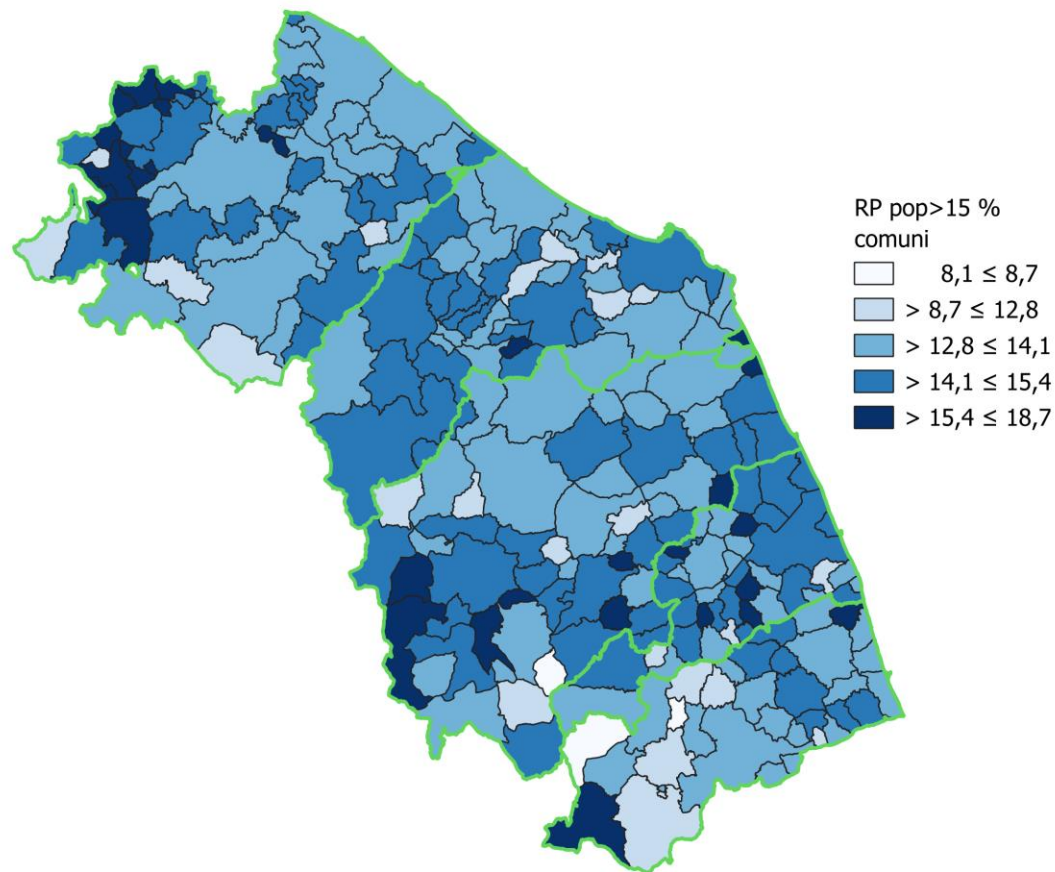 RP pop>15 %
comuni
8,1 ≤ 8,7
> 8,7 ≤ 12,8
> 12,8 ≤ 14,1
> 14,1 ≤ 15,4
> 15,4 ≤ 18,7